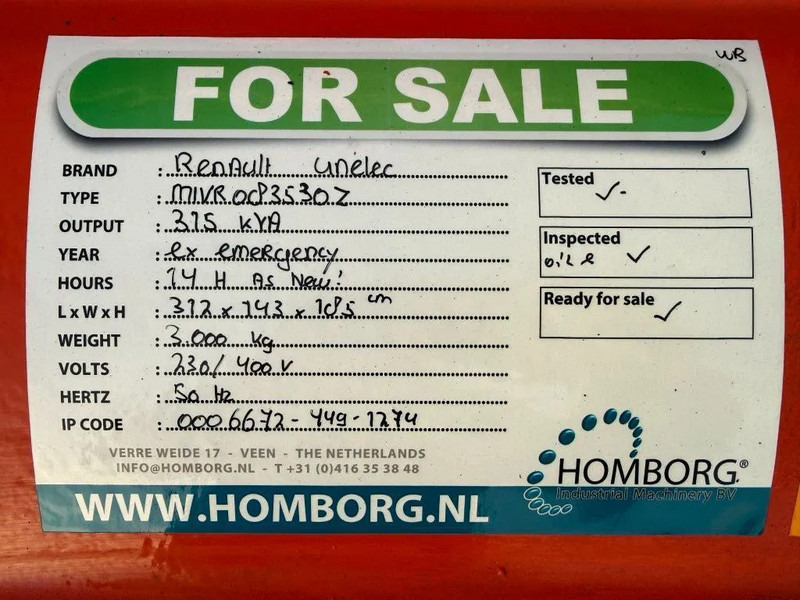 WB
FOR SALE
BRAND : Renault unelec
TYPE : MIVR083530Z
OUTPUT : 315 KVA
YEAR : ex emergency
HOURS : 14 H As New!
L x W x H : 312 x 143 x 185 cm
WEIGHT : 3.000 kg
VOLTS : 230/400 V
HERTZ : 50 Hz
IP CODE : 0006672-449-1274
Tested
Inspected
Ready for sale
VERRE WEIDE 17 - VEEN - THE NETHERLANDS
INFO@HOMBORG.NL - T +31 (0)416 35 38 48
WWW.HOMBORG.NL
HOMBORG®
Industrial Machinery BV